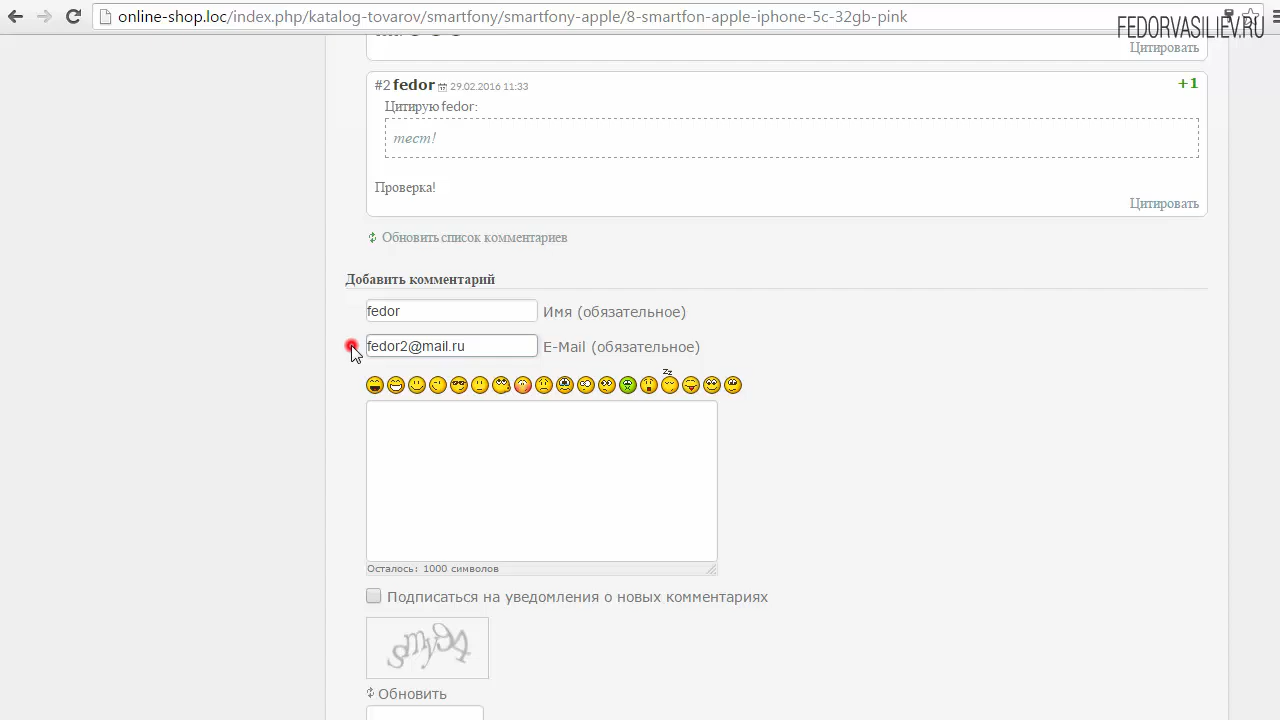 online-shop.loc/index.php/katalog-tovarov/smartfony/smartfony-apple/8-smartfon-apple-iphone-5c-32gb-pink
FEDORVASILIEV.RU
Цитировать
#2 fedor 29.02.2016 11:33
+1
Цитирую fedor:
тест!
Проверка!
Цитировать
Обновить список комментариев
Добавить комментарий
fedor Имя (обязательное)
fedor2@mail.ru E-Mail (обязательное)
Осталось: 1000 символов
Подписаться на уведомления о новых комментариях
Обновить